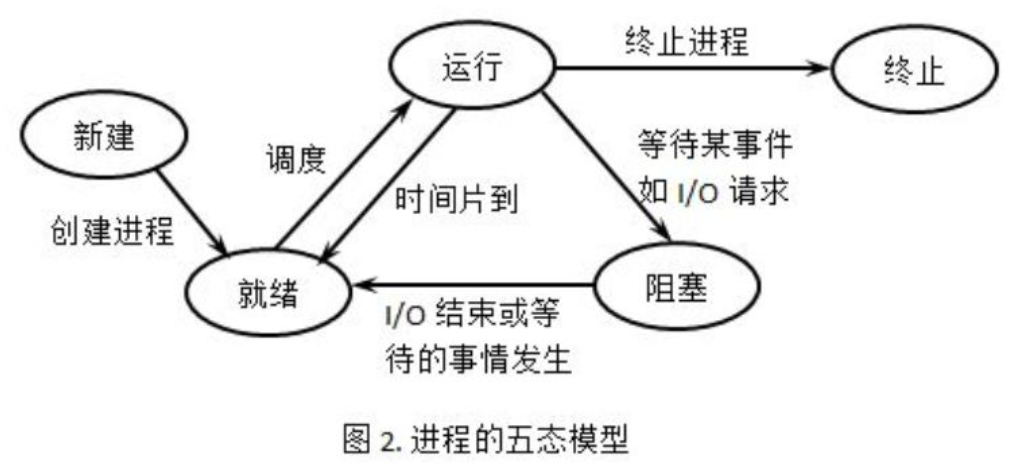 运行
终止进程
终止
新建
调度
时间片到
等待某事件
如 I/O 请求
创建进程
就绪
阻塞
I/O 结束或等
待的事情发生
图 2. 进程的五态模型